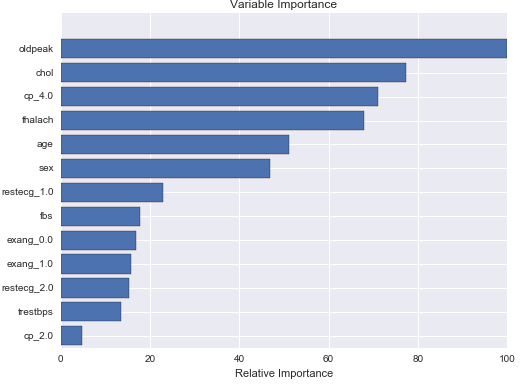 Variable Importance
oldpeak
chol
cp_4.0
thalach
age
sex
restecg_1.0
fbs
exang_0.0
exang_1.0
restecg_2.0
trestbps
cp_2.0
0 20 40 60 80 100
Relative Importance